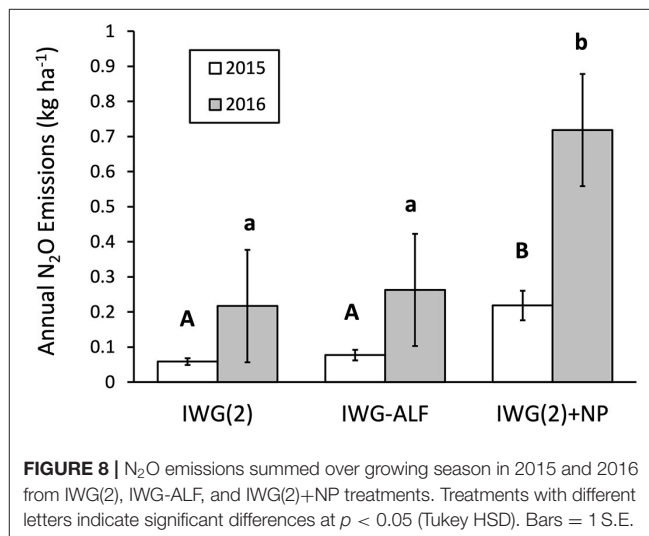 1
0.9
0.8
0.7
0.6
0.5
0.4
0.3
0.2
0.1
0
Annual N₂O Emissions (kg ha⁻¹)
2015
2016
A
a
A
a
B
b
IWG(2)
IWG-ALF
IWG(2)+NP
FIGURE 8 | N₂O emissions summed over growing season in 2015 and 2016
from IWG(2), IWG-ALF, and IWG(2)+NP treatments. Treatments with different
letters indicate significant differences at p < 0.05 (Tukey HSD). Bars = 1 S.E.